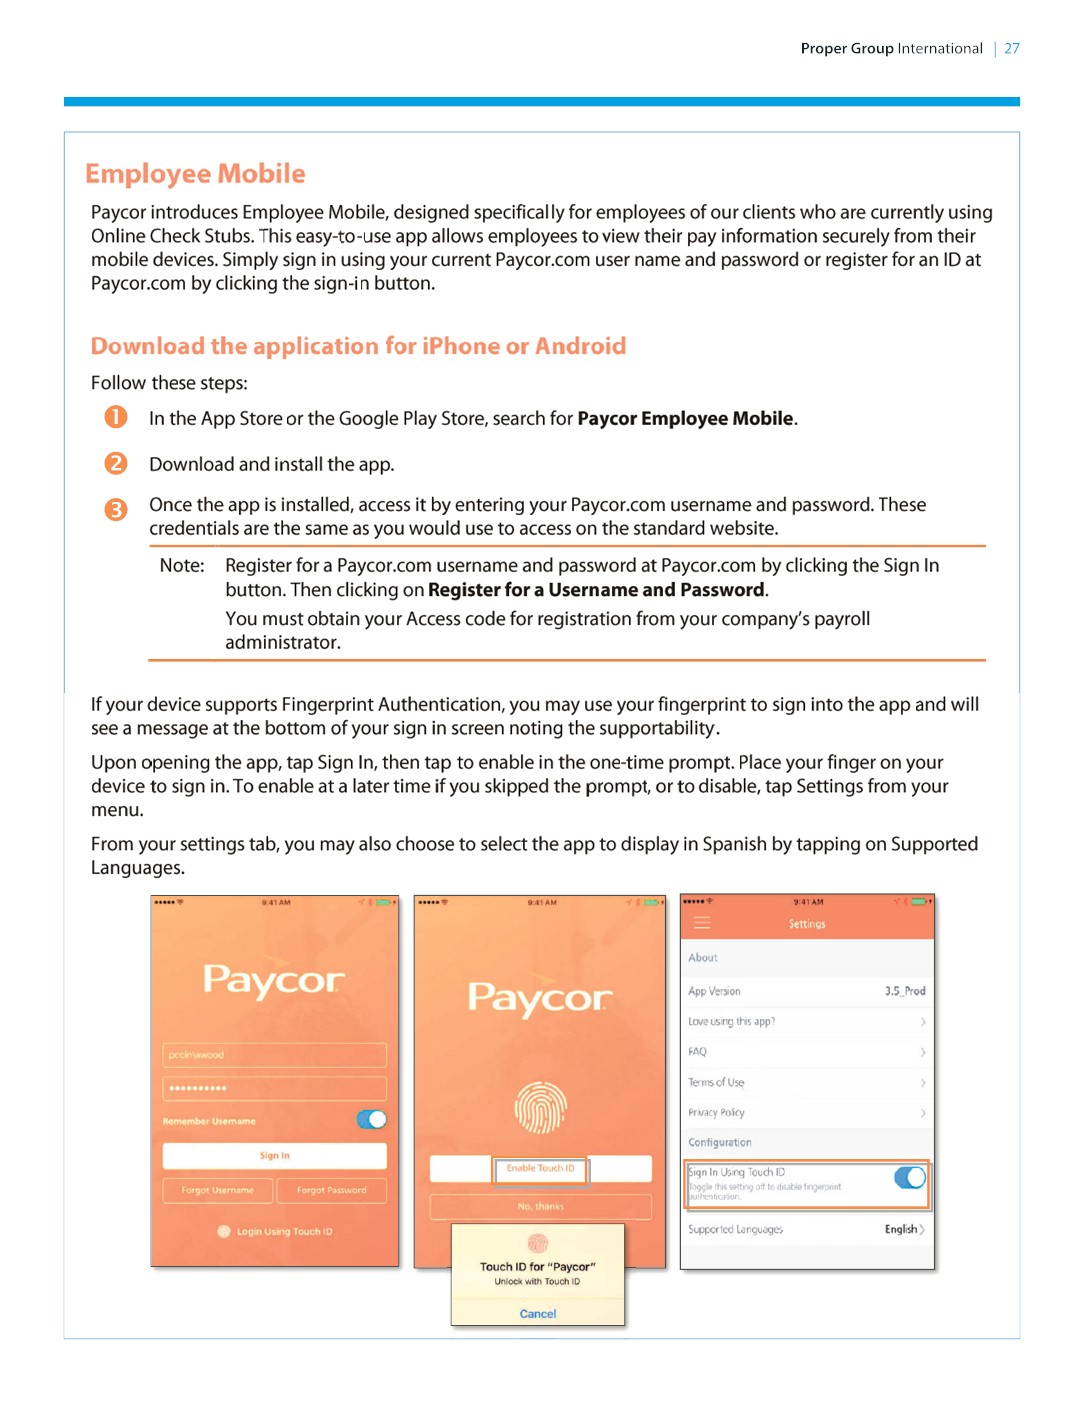 Proper Group International | 27
Employee Mobile
Paycor introduces Employee Mobile, designed specifically for employees of our clients who are currently using
Online Check Stubs. This easy-to-use app allows employees to view their pay information securely from their
mobile devices. Simply sign in using your current Paycor.com user name and password or register for an ID at
Paycor.com by clicking the sign-in button.
Download the application for iPhone or Android
Follow these steps:
1 In the App Store or the Google Play Store, search for Paycor Employee Mobile.
2 Download and install the app.
3 Once the app is installed, access it by entering your Paycor.com username and password. These
credentials are the same as you would use to access on the standard website.
Note: Register for a Paycor.com username and password at Paycor.com by clicking the Sign In
button. Then clicking on Register for a Username and Password.
You must obtain your Access code for registration from your company's payroll
administrator.
If your device supports Fingerprint Authentication, you may use your fingerprint to sign into the app and will
see a message at the bottom of your sign in screen noting the supportability.
Upon opening the app, tap Sign In, then tap to enable in the one-time prompt. Place your finger on your
device to sign in. To enable at a later time if you skipped the prompt, or to disable, tap Settings from your
menu.
From your settings tab, you may also choose to select the app to display in Spanish by tapping on Supported
Languages.
9:41 AM
Paycor
Remember Username
Sign In
Forgot Username
Forgot Password
Login Using Touch ID
9:41 AM
Paycor
Enable Touch ID
No, thanks
Touch ID for "Paycor"
Unlock with Touch ID
Cancel
9:41 AM
Settings
About
App Version 3.5_Prod
Love using this app?
FAQ
Terms of Use
Privacy Policy
Configuration
Sign In Using Touch ID
Toggle this setting off to disable fingerprint
authentication.
Supported Languages English